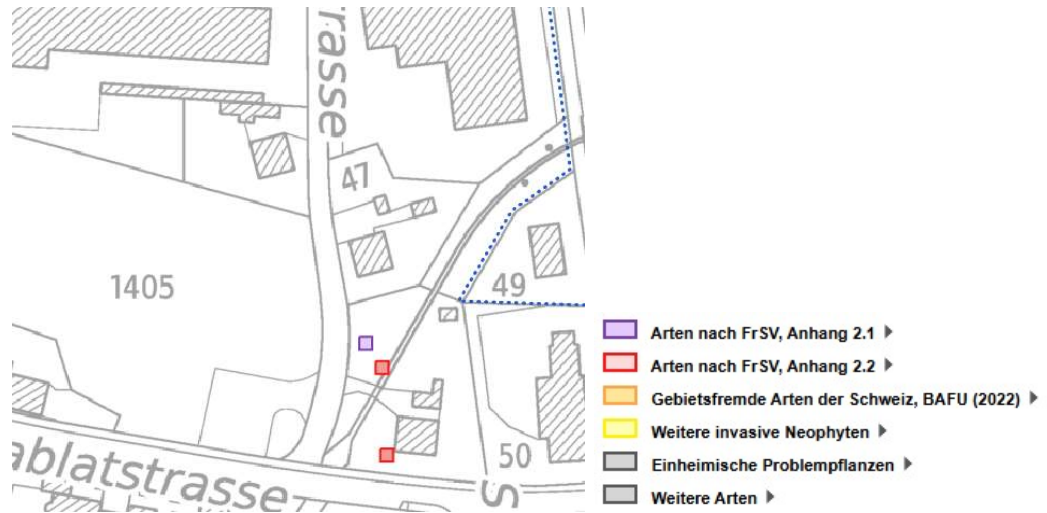 rasse
47
1405
49
50
ablatstrasse
S
Arten nach FrSV, Anhang 2.1
Arten nach FrSV, Anhang 2.2
Gebietsfremde Arten der Schweiz, BAFU (2022)
Weitere invasive Neophyten
Einheimische Problempflanzen
Weitere Arten